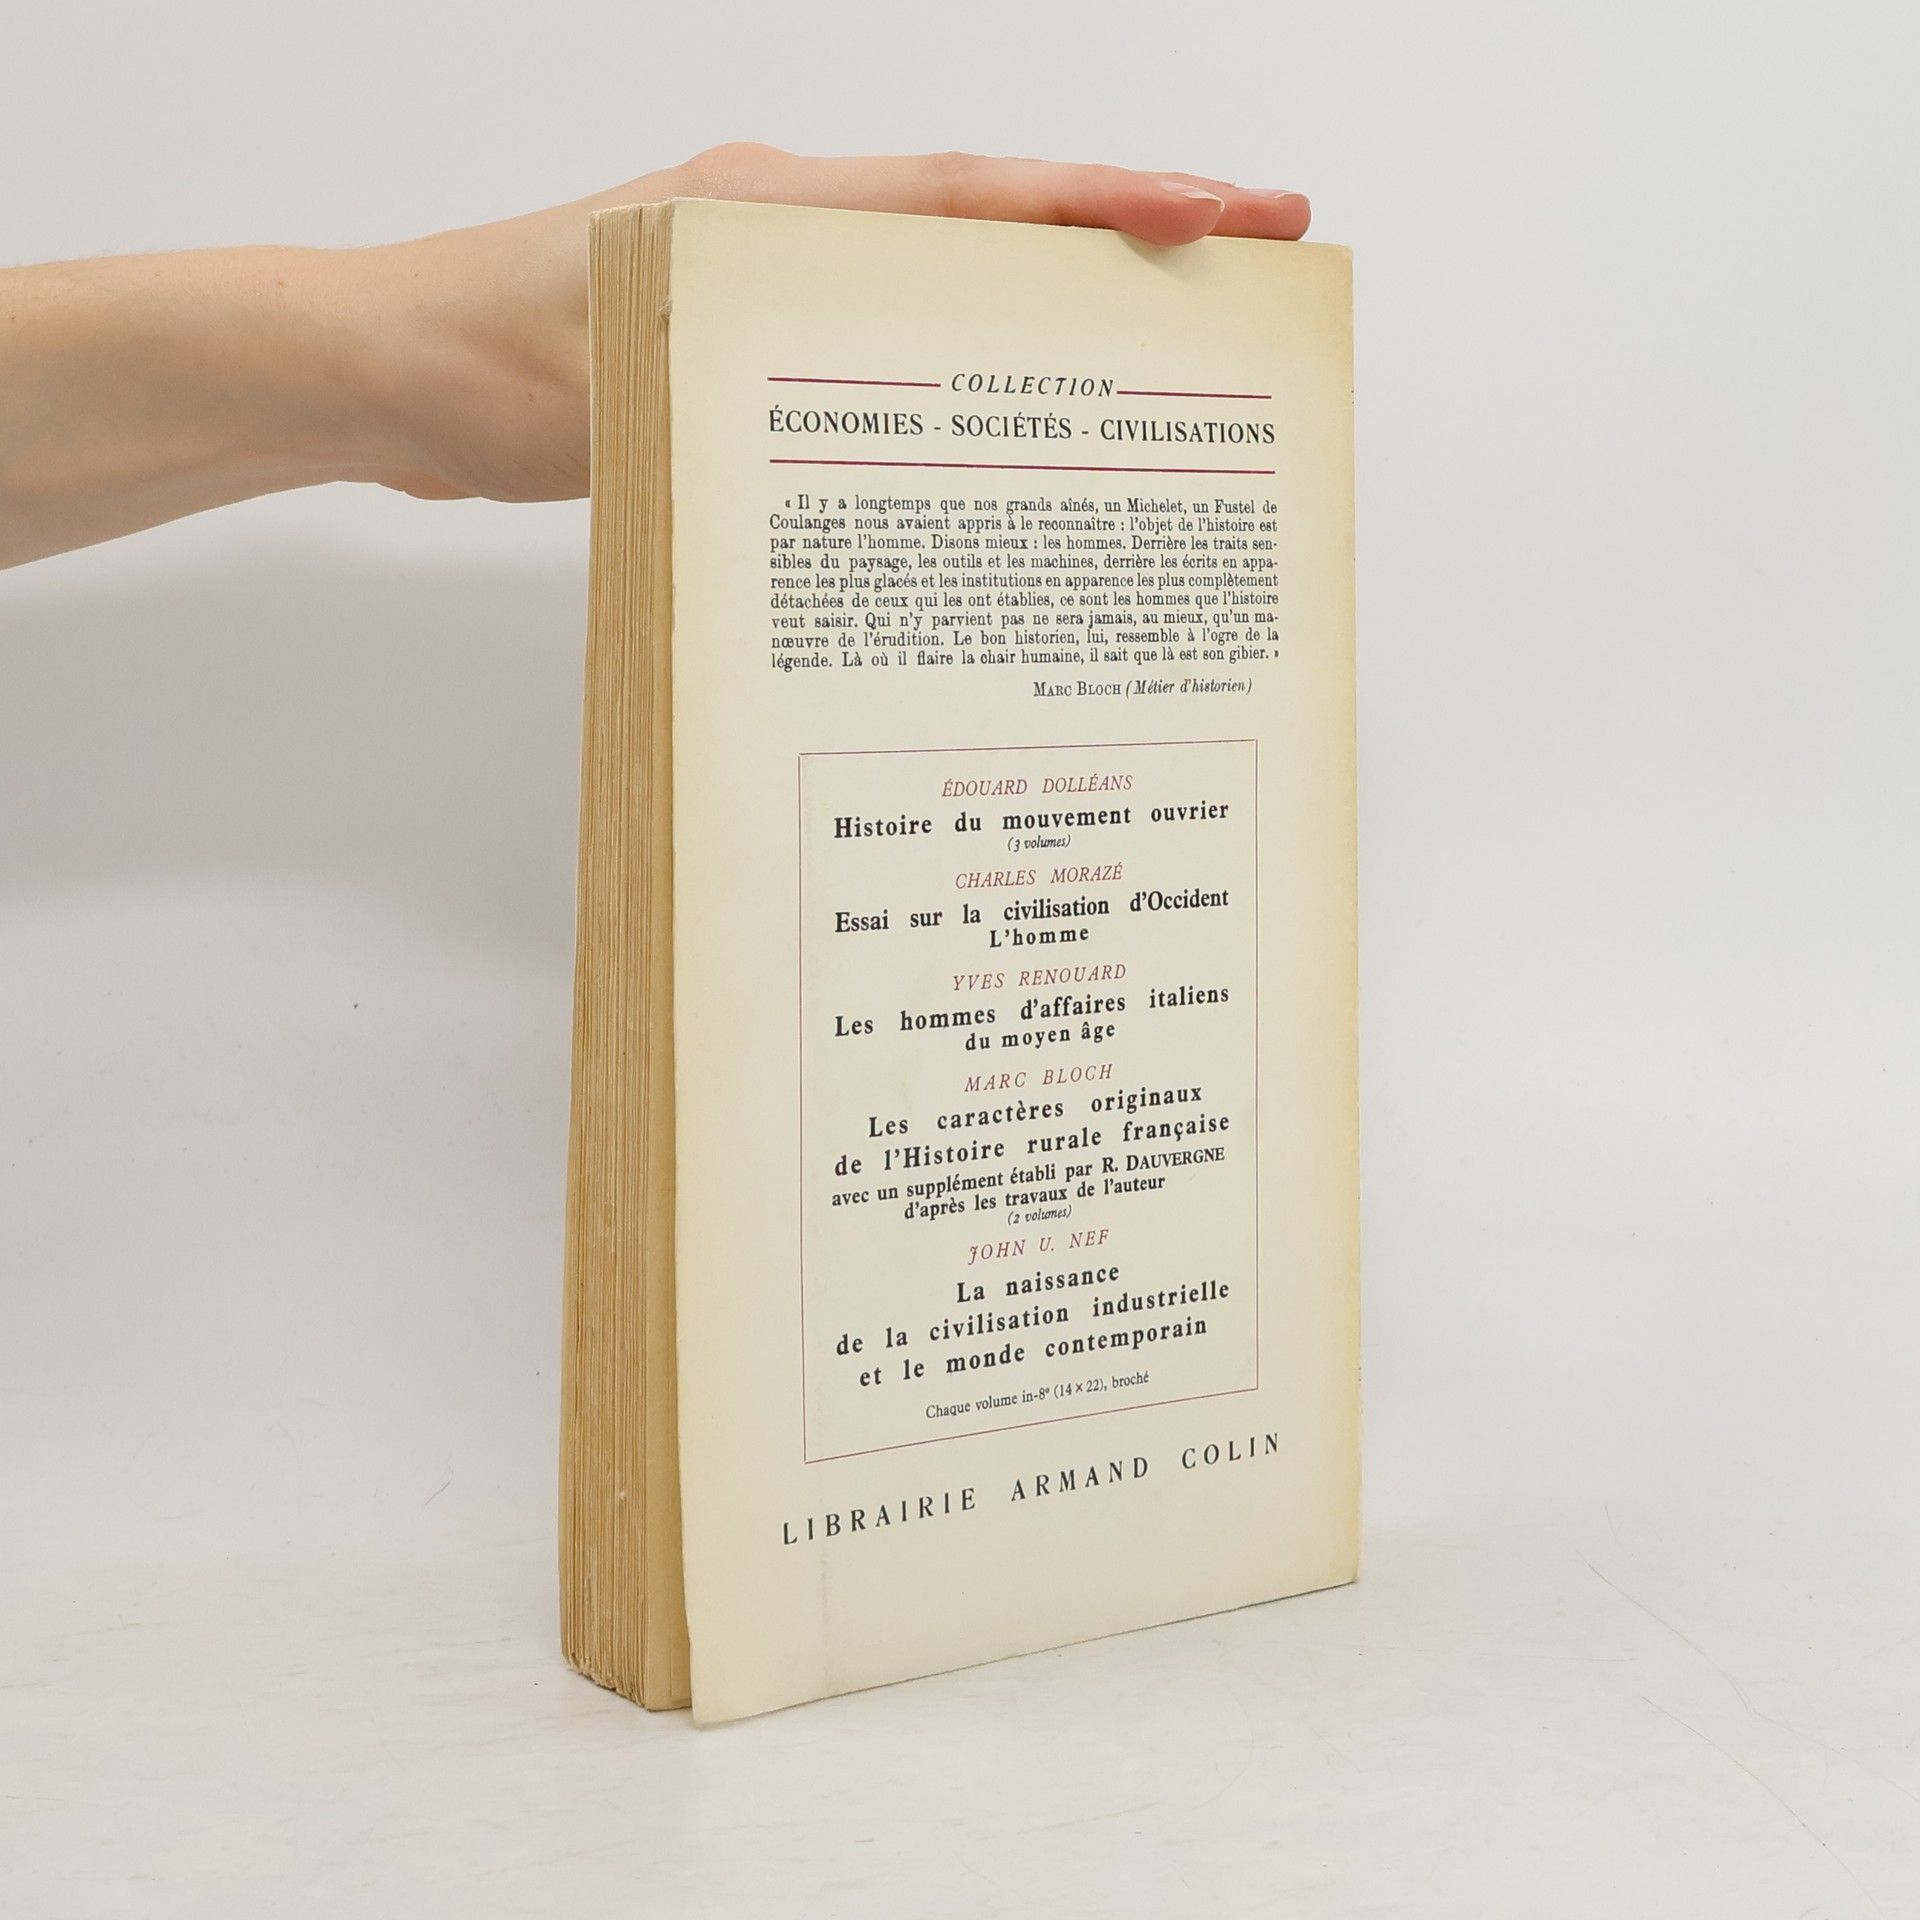 COLLECTION
ÉCONOMIES - SOCIÉTÉS - CIVILISATIONS
« Il y a longtemps que nos grands aînés, un Michelet, un Fustel de
Coulanges nous avaient appris à le reconnaître : l'objet de l'histoire est
par nature l'homme. Disons mieux : les hommes. Derrière les traits sen-
sibles du paysage, les outils et les machines, derrière les écrits en appa-
rence les plus glacés et les institutions en apparence les plus complètement
détachées de ceux qui les ont établies, ce sont les hommes que l'histoire
veut saisir. Qui n'y parvient pas ne sera jamais, au mieux, qu'un ma-
nœuvre de l'érudition. Le bon historien, lui, ressemble à l'ogre de la
légende. Là où il flaire la chair humaine, il sait que là est son gibier. »
MARC BLOCH (Métier d'historien)
ÉDOUARD DOLLÉANS
Histoire du mouvement ouvrier
(3 volumes)
CHARLES MORAZÉ
Essai sur la civilisation d'Occident
L'homme
YVES RENOUARD
Les hommes d'affaires italiens
du moyen âge
MARC BLOCH
Les caractères originaux
de l'Histoire rurale française
avec un supplément établi par R. DAUVERGNE
d'après les travaux de l'auteur
(2 volumes)
JOHN U. NEF
La naissance
de la civilisation industrielle
et le monde contemporain
Chaque volume in-8° (14 × 22), broché
LIBRAIRIE ARMAND COLIN